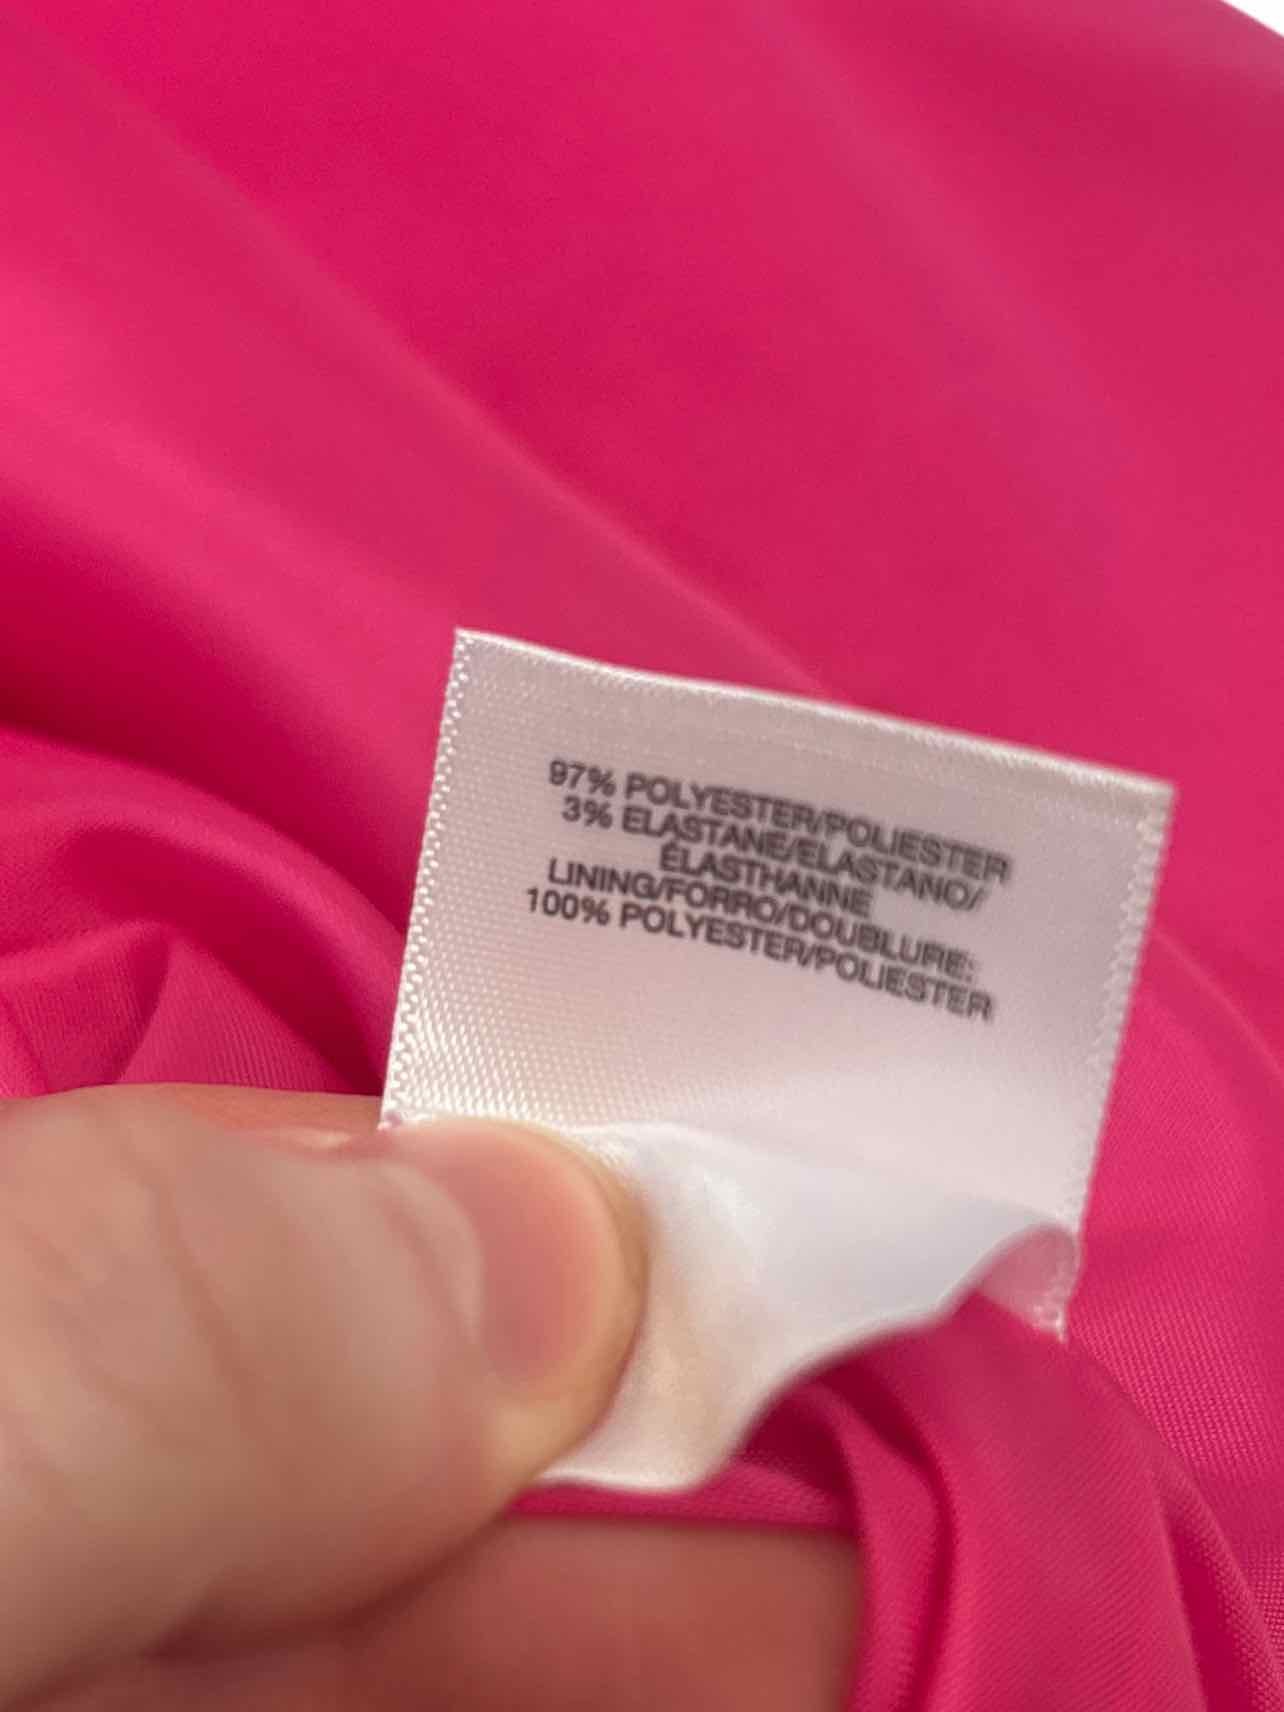 97% POLYESTER/POLIESTER
3% ELASTANE/ELASTANO/
ÉLASTHANNE
LINING/FORRO/DOUBLURE:
100% POLYESTER/POLIESTER